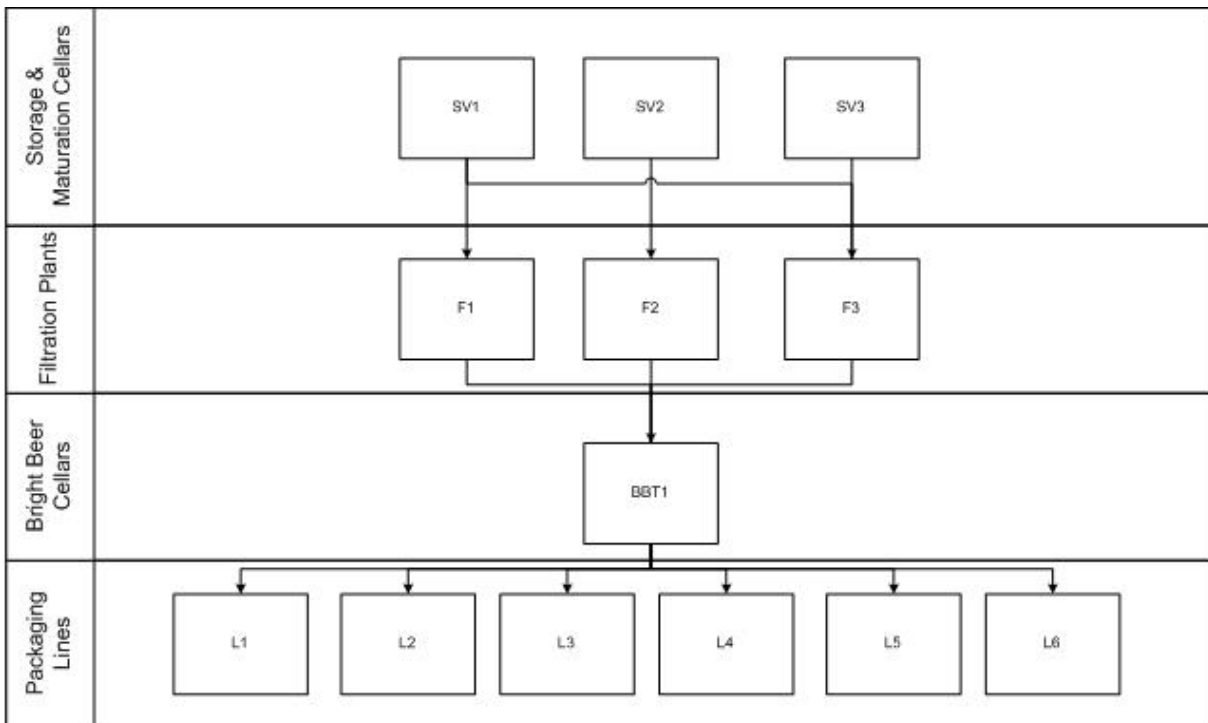 Storage &
Maturation Cellars
SV1
SV2
SV3
Filtration Plants
F1
F2
F3
Bright Beer
Cellars
BBT1
Packaging
Lines
L1
L2
L3
L4
L5
L6